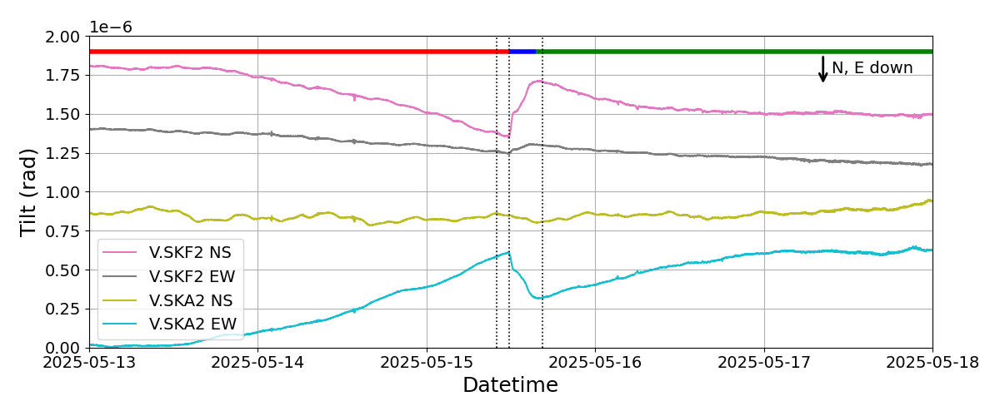 1e−6
2.00
1.75
1.50
1.25
1.00
0.75
0.50
0.25
0.00
Tilt (rad)
N, E down
V.SKF2 NS
V.SKF2 EW
V.SKA2 NS
V.SKA2 EW
2025-05-13
2025-05-14
2025-05-15
2025-05-16
2025-05-17
2025-05-18
Datetime